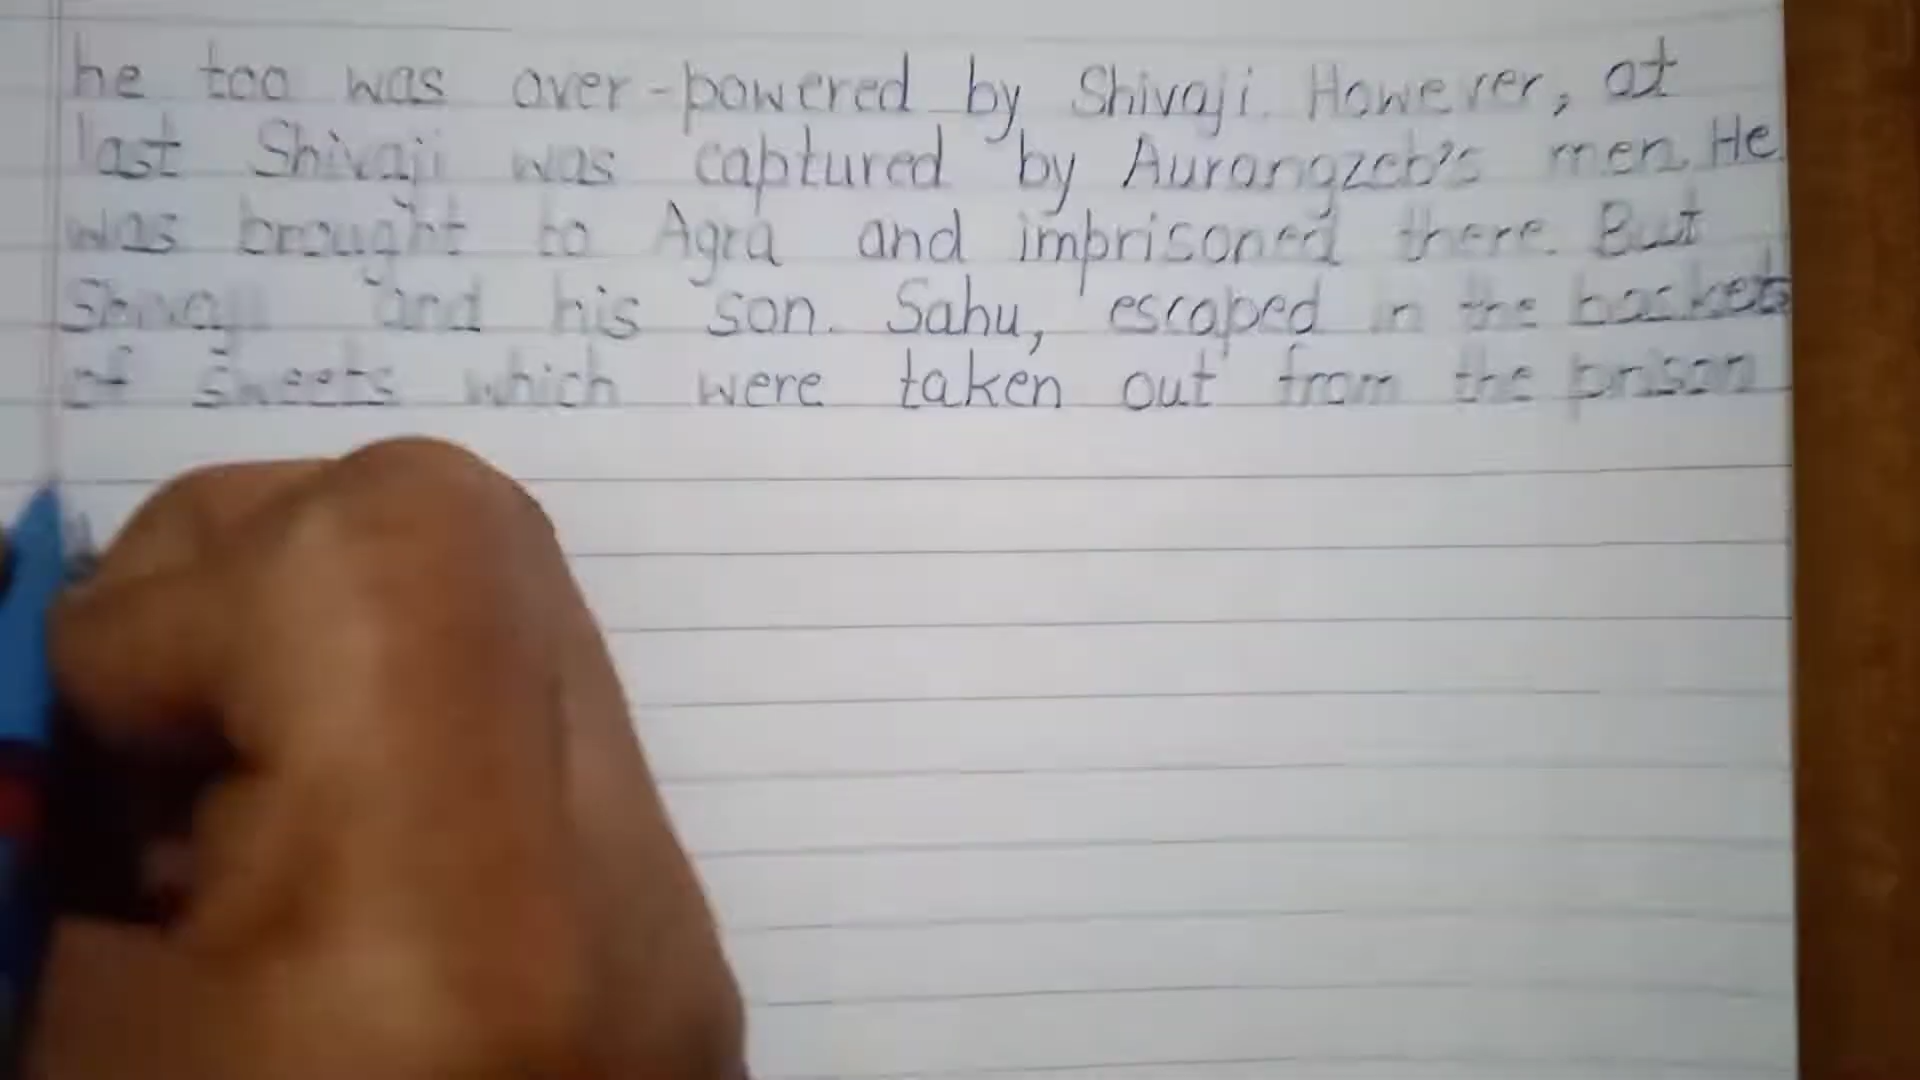 he too was over-powered by Shivaji. However, at
last Shivaji was captured by Aurangzeb's men. He
was brought to Agra and imprisoned there. But
Shivaji and his son. Sahu, escaped in the baskets
of sweets which were taken out from the prison